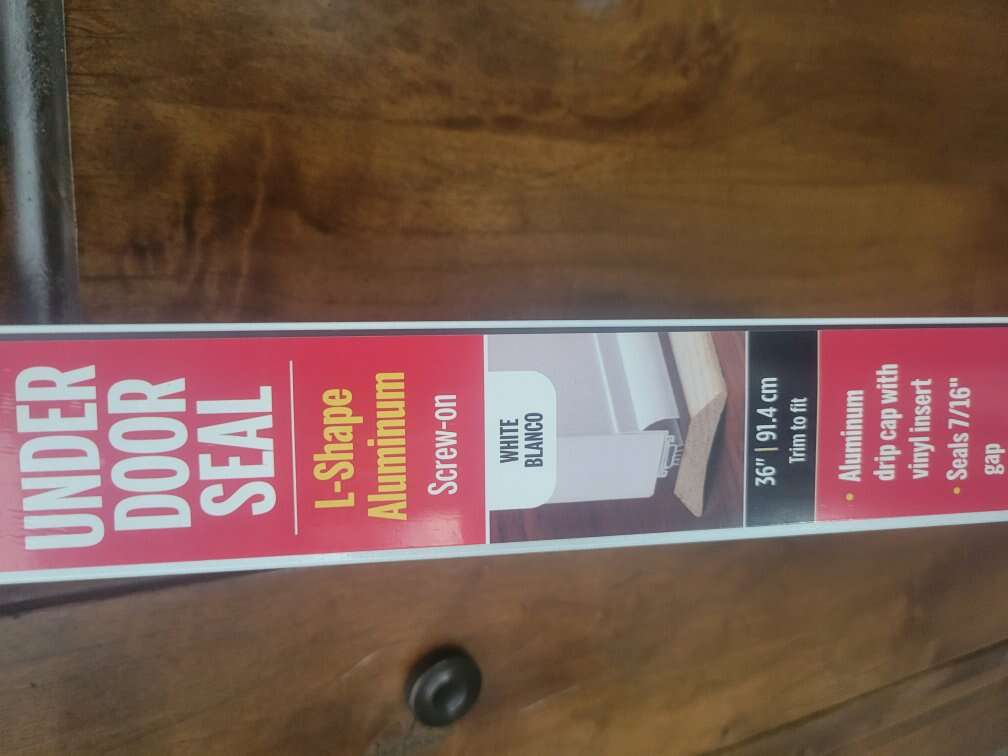 UNDER
DOOR
SEAL
L-Shape
Aluminum
Screw-on
WHITE
BLANCO
36" | 91.4 cm
Trim to fit
• Aluminum
drip cap with
vinyl insert
• Seals 7/16"
gap